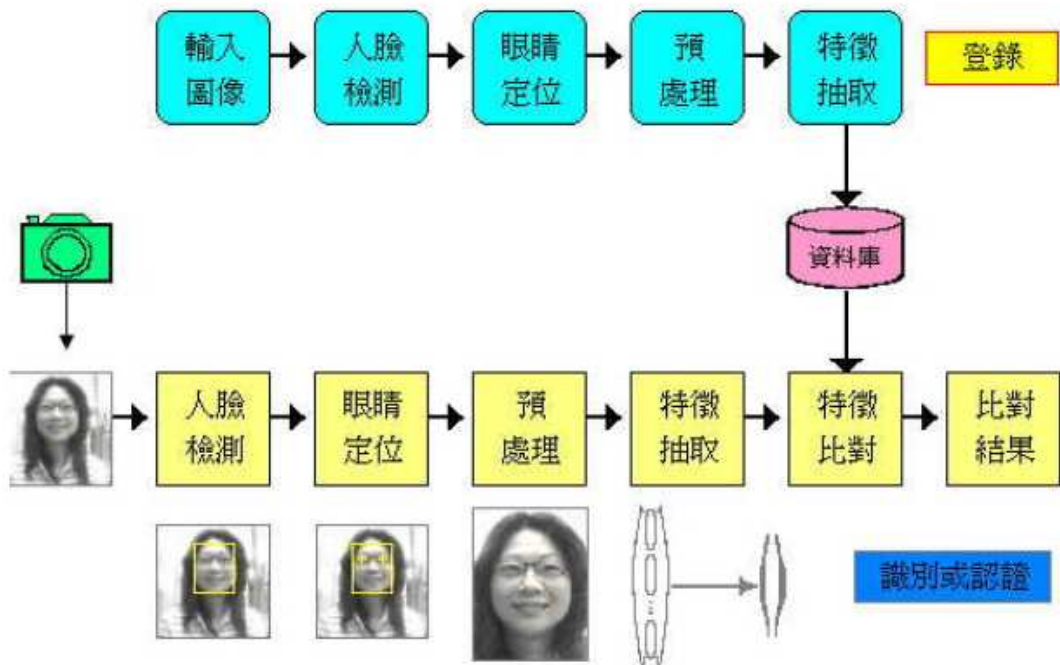 輸入
圖像
人臉
檢測
眼睛
定位
預
處理
特徵
抽取
登錄
資料庫
人臉
檢測
眼睛
定位
預
處理
特徵
抽取
特徵
比對
比對
結果
識別或認證